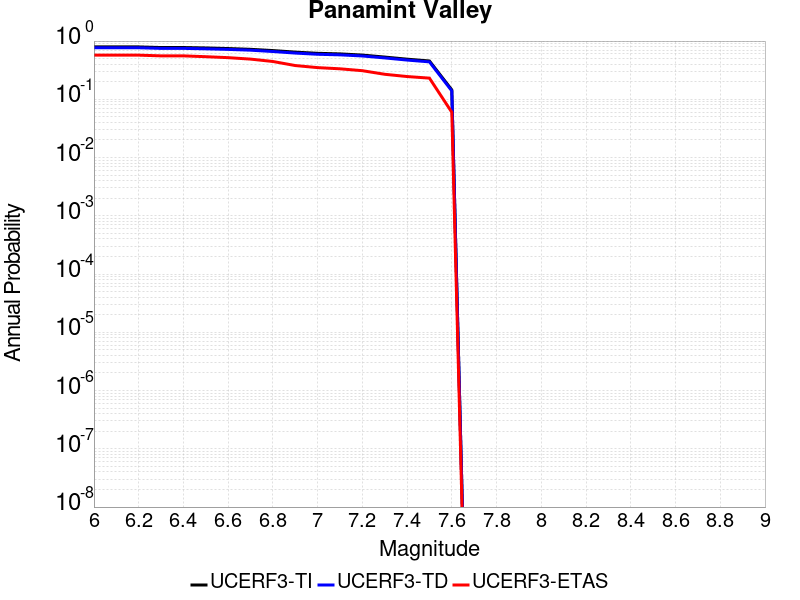 Panamint Valley
Annual Probability
10^0
10^-1
10^-2
10^-3
10^-4
10^-5
10^-6
10^-7
10^-8
6 6.2 6.4 6.6 6.8 7 7.2 7.4 7.6 7.8 8 8.2 8.4 8.6 8.8 9
Magnitude
UCERF3-TI UCERF3-TD UCERF3-ETAS